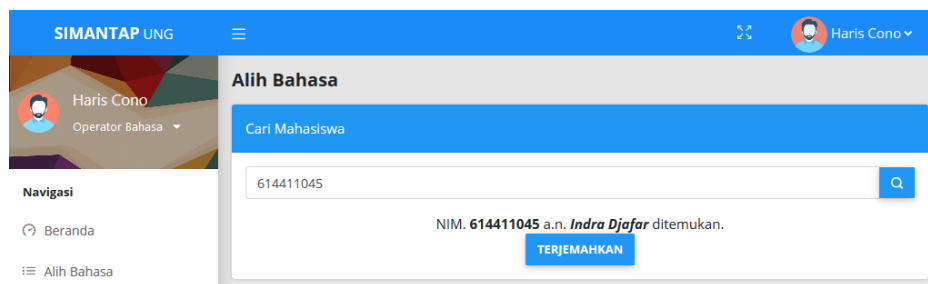 SIMANTAP UNG
Haris Cono
Haris Cono
Operator Bahasa
Navigasi
Beranda
Alih Bahasa
Alih Bahasa
Cari Mahasiswa
614411045
NIM. 614411045 a.n. Indra Djafar ditemukan.
TERJEMAHKAN